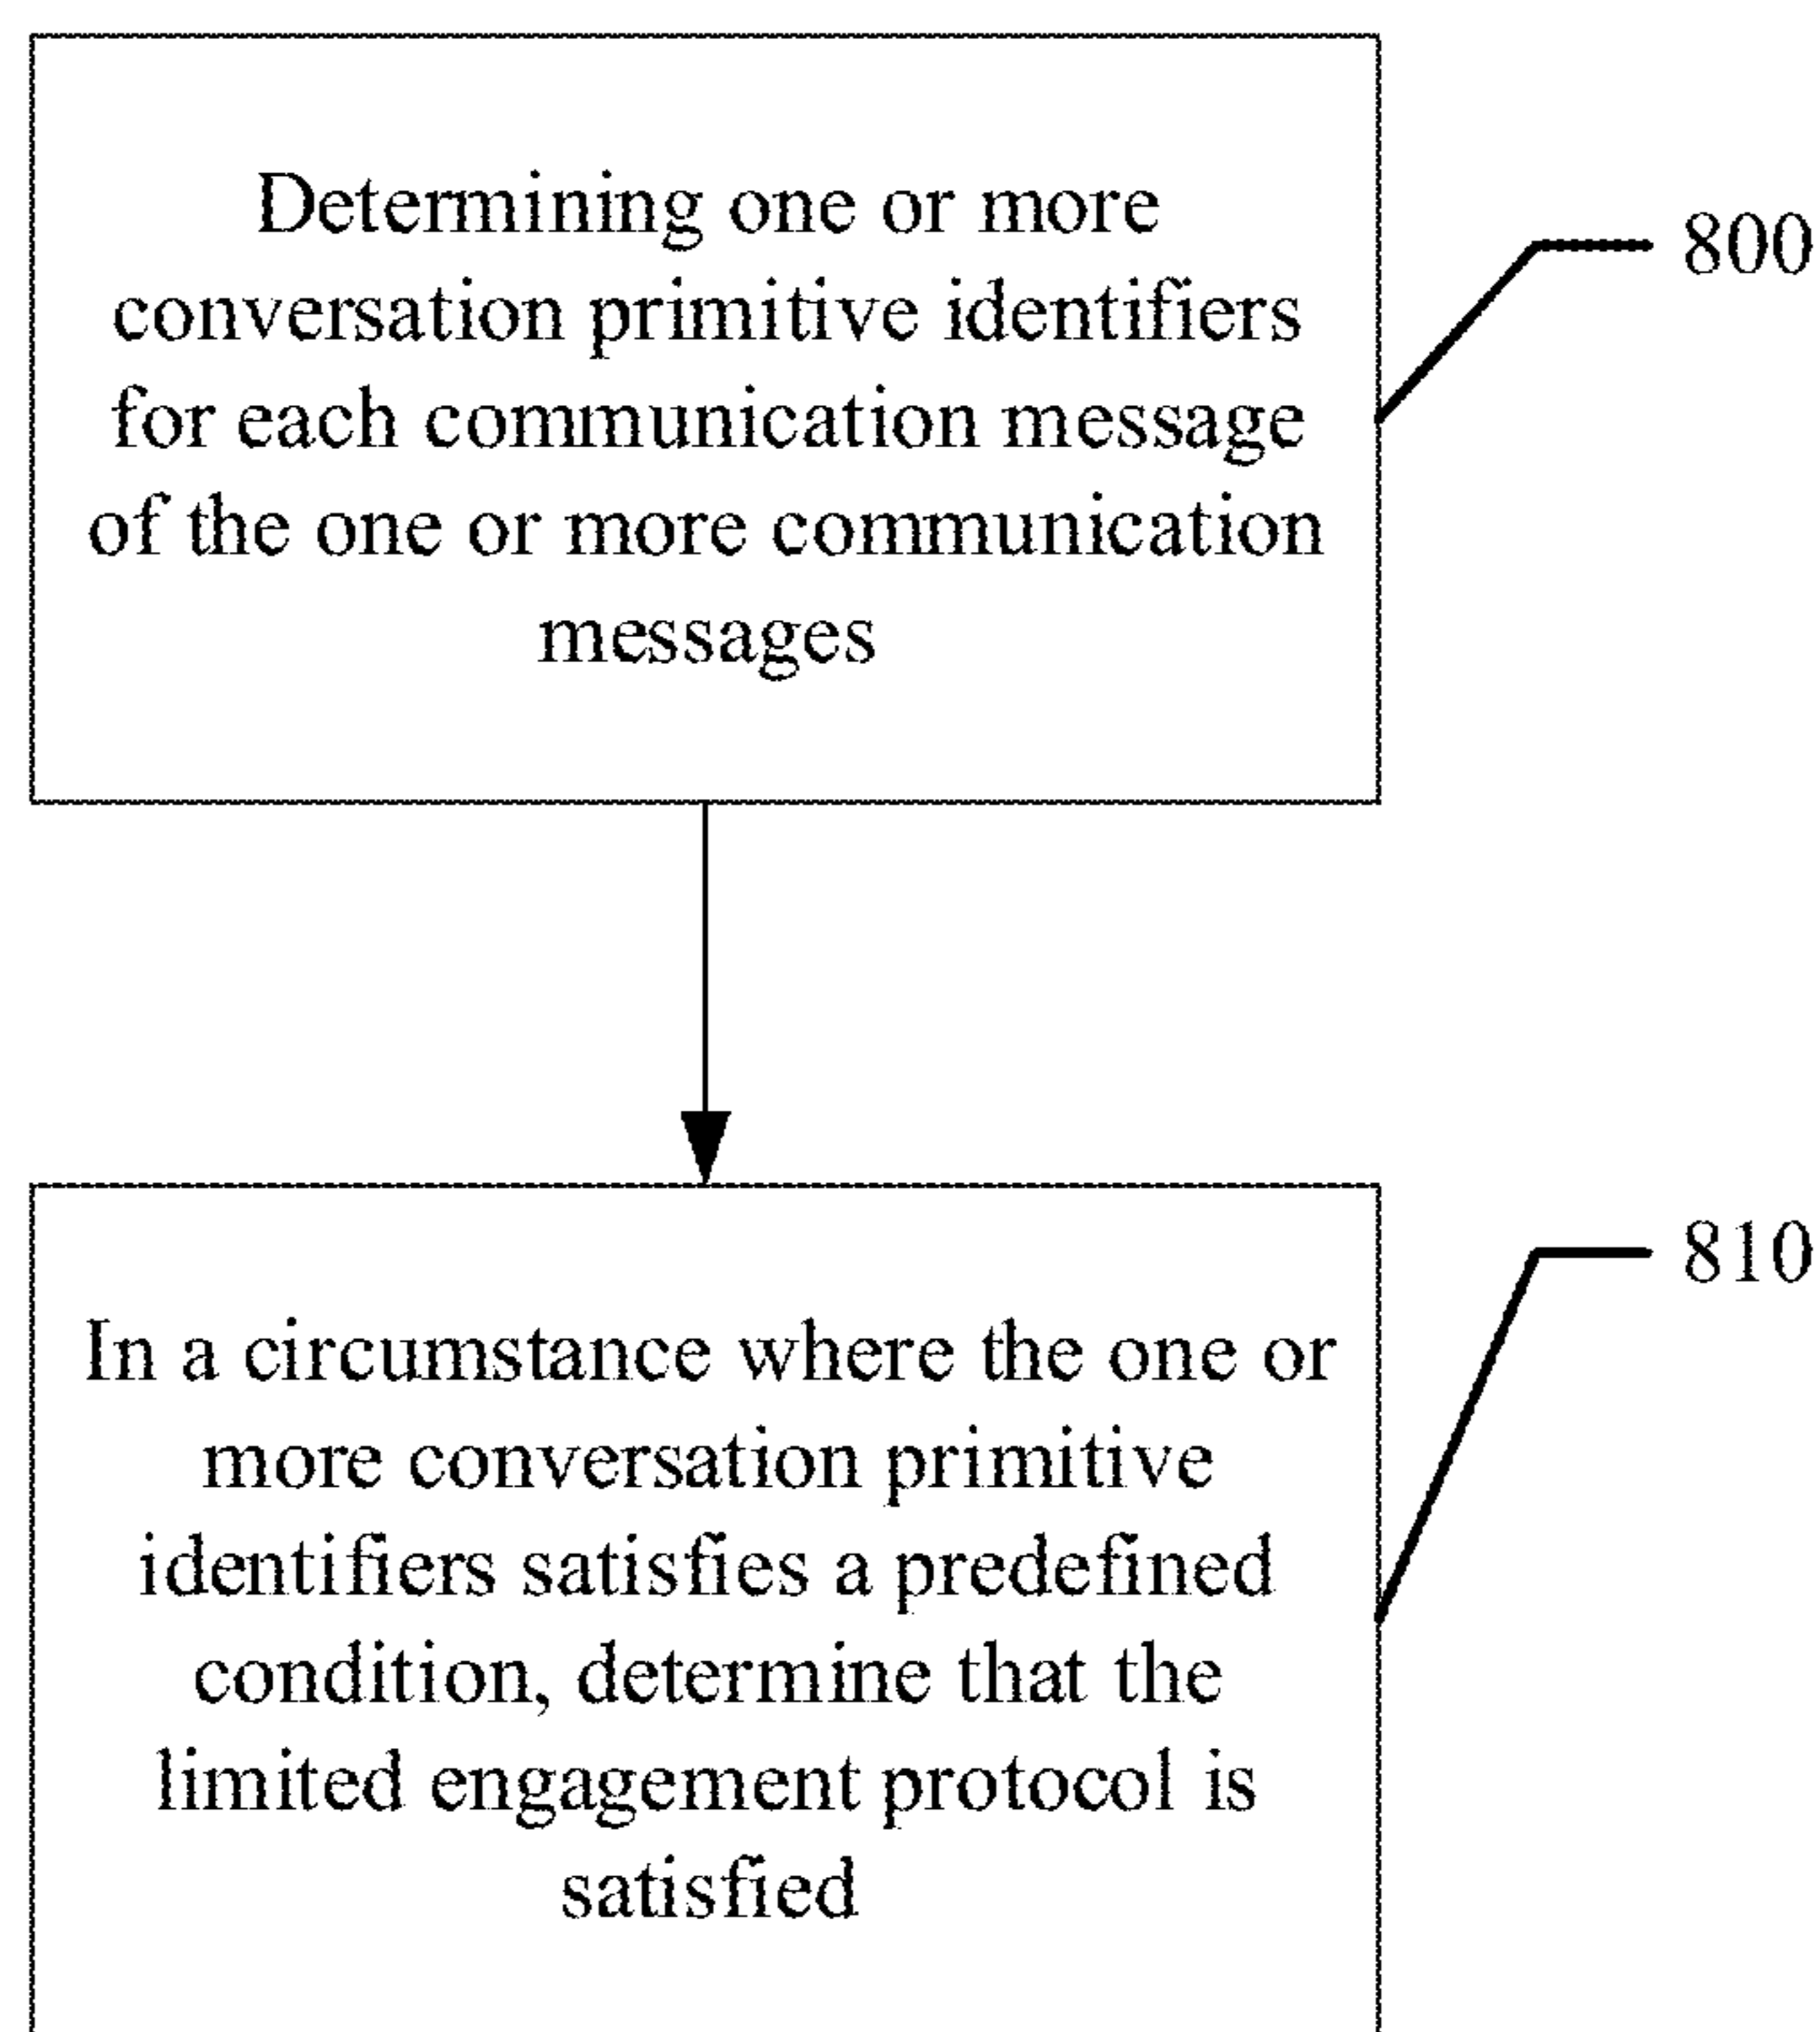 Determining one or more
conversation primitive identifiers
for each communication message
of the one or more communication
messages
800
In a circumstance where the one or
more conversation primitive
identifiers satisfies a predefined
condition, determine that the
limited engagement protocol is
satisfied
810